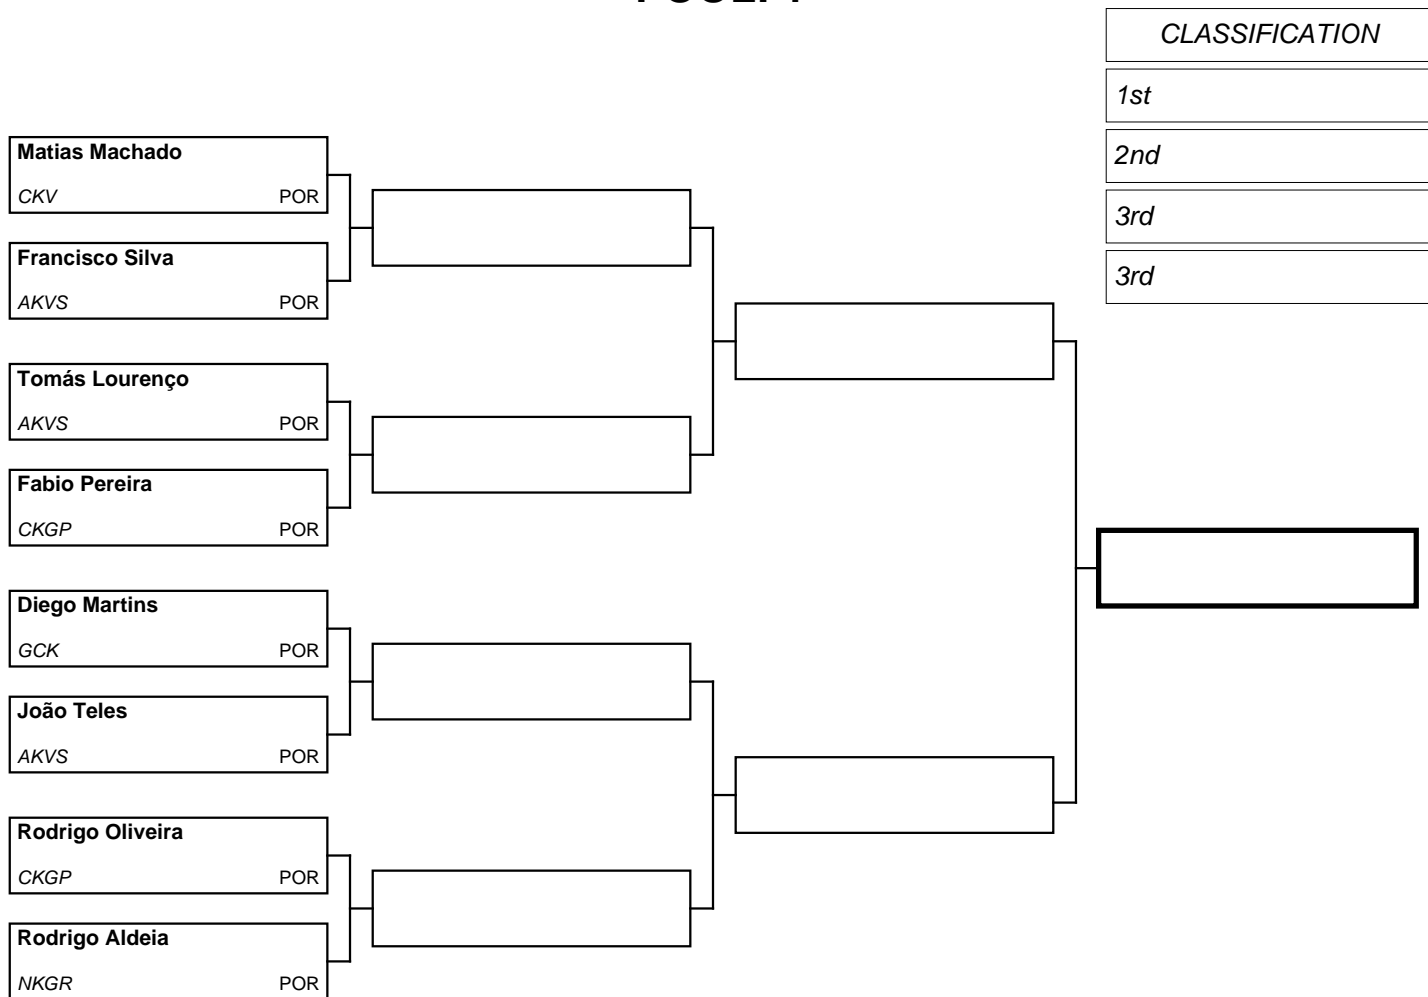 CLASSIFICATION
1st
2nd
3rd
3rd
Matias Machado
CKV POR
Francisco Silva
AKVS POR
Tomás Lourenço
AKVS POR
Fabio Pereira
CKGP POR
Diego Martins
GCK POR
João Teles
AKVS POR
Rodrigo Oliveira
CKGP POR
Rodrigo Aldeia
NKGR POR